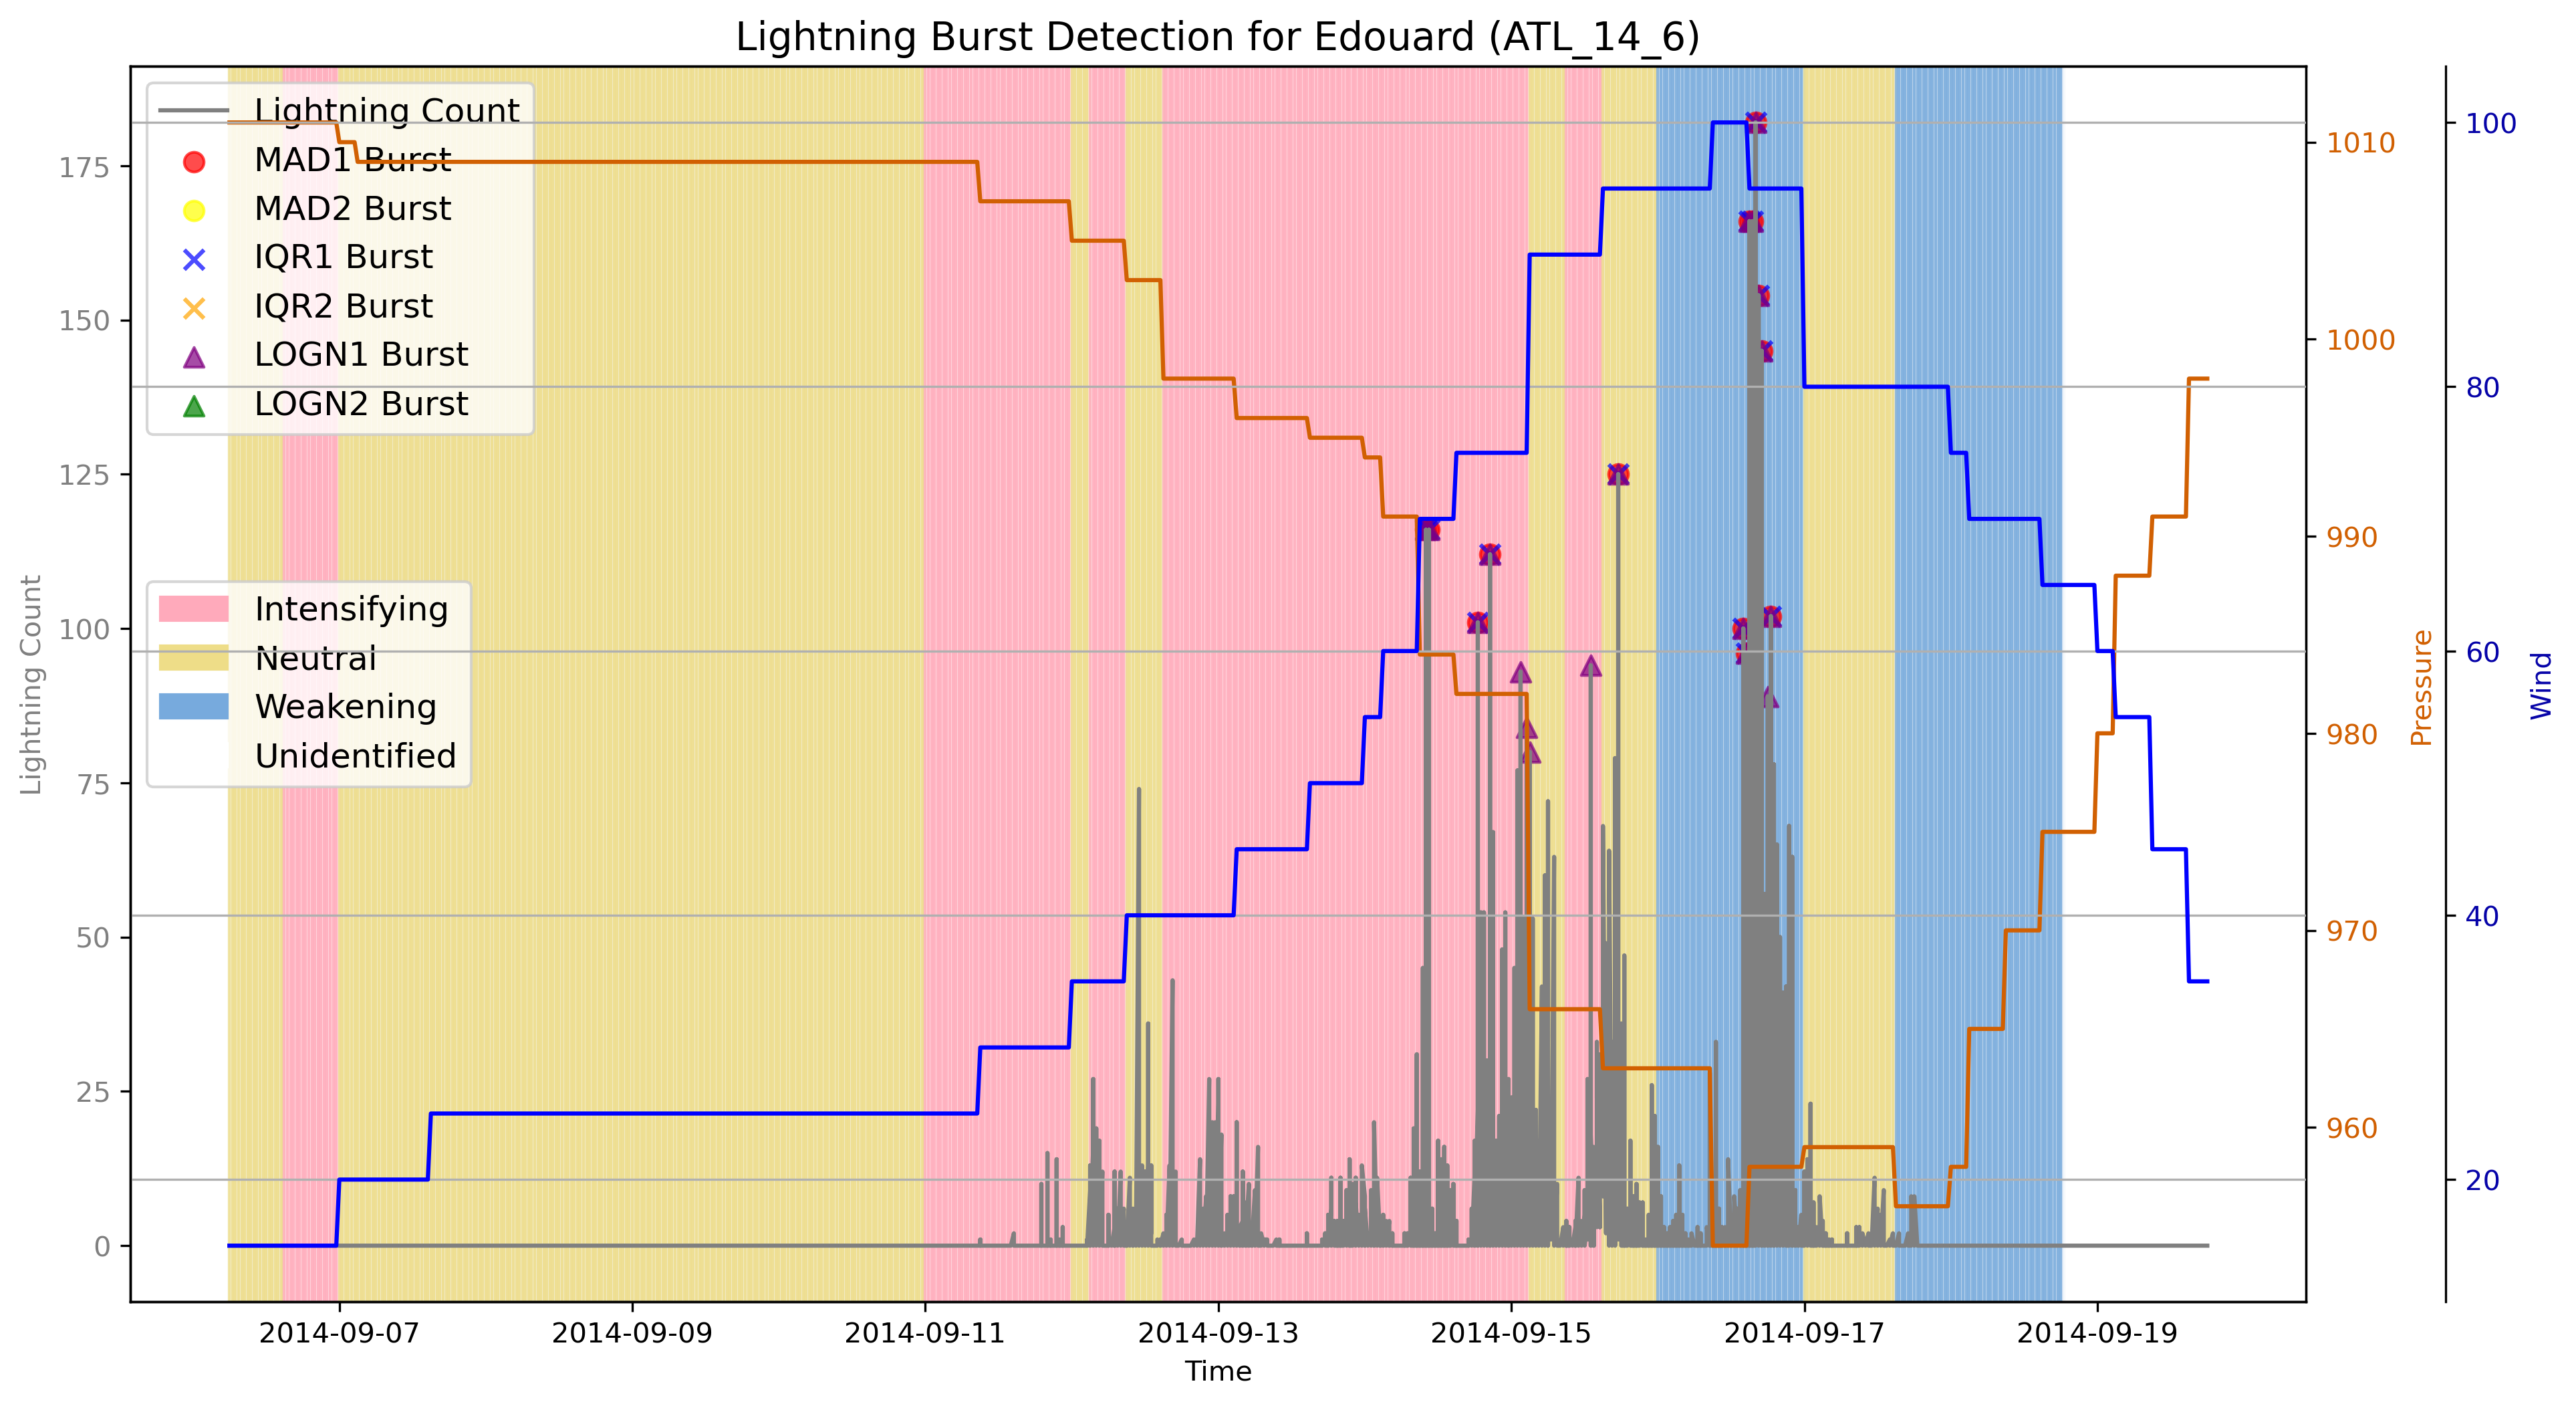 Lightning Burst Detection for Edouard (ATL_14_6)
Lightning Count
MAD1 Burst
MAD2 Burst
IQR1 Burst
IQR2 Burst
LOGN1 Burst
LOGN2 Burst
Intensifying
Neutral
Weakening
Unidentified
Lightning Count
175
150
125
100
75
50
25
0
1010
1000
990
980
970
960
Pressure
100
80
60
40
20
Wind
2014-09-07
2014-09-09
2014-09-11
2014-09-13
2014-09-15
2014-09-17
2014-09-19
Time